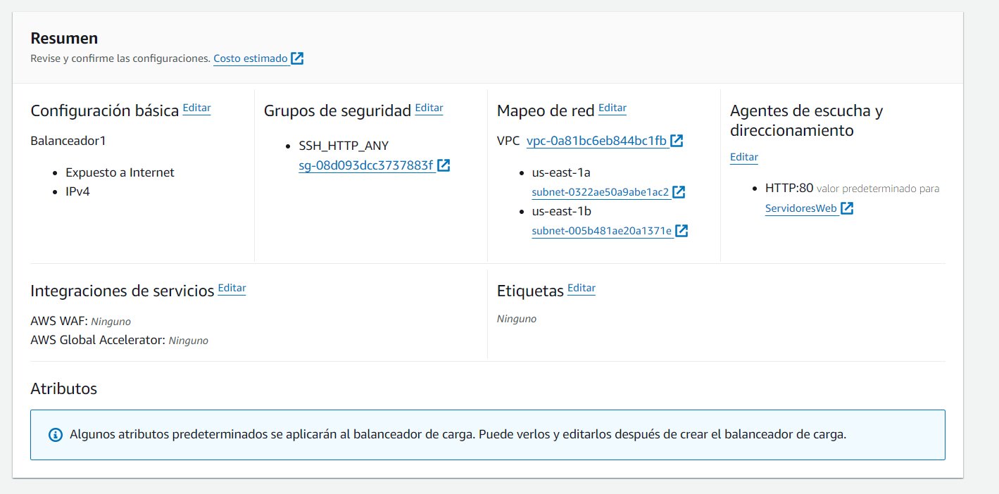 Resumen
Revise y confirme las configuraciones. Costo estimado
Configuración básica Editar
Balanceador1
Expuesto a Internet
IPv4
Grupos de seguridad Editar
SSH_HTTP_ANY
sg-08d093dcc3737883f
Mapeo de red Editar
VPC vpc-0a81bc6eb844bc1fb
us-east-1a
subnet-0322ae50a9abe1ac2
us-east-1b
subnet-005b481ae20a1371e
Agentes de escucha y
direccionamiento
Editar
HTTP:80 valor predeterminado para
ServidoresWeb
Integraciones de servicios Editar
AWS WAF: Ninguno
AWS Global Accelerator: Ninguno
Etiquetas Editar
Ninguno
Atributos
Algunos atributos predeterminados se aplicarán al balanceador de carga. Puede verlos y editarlos después de crear el balanceador de carga.